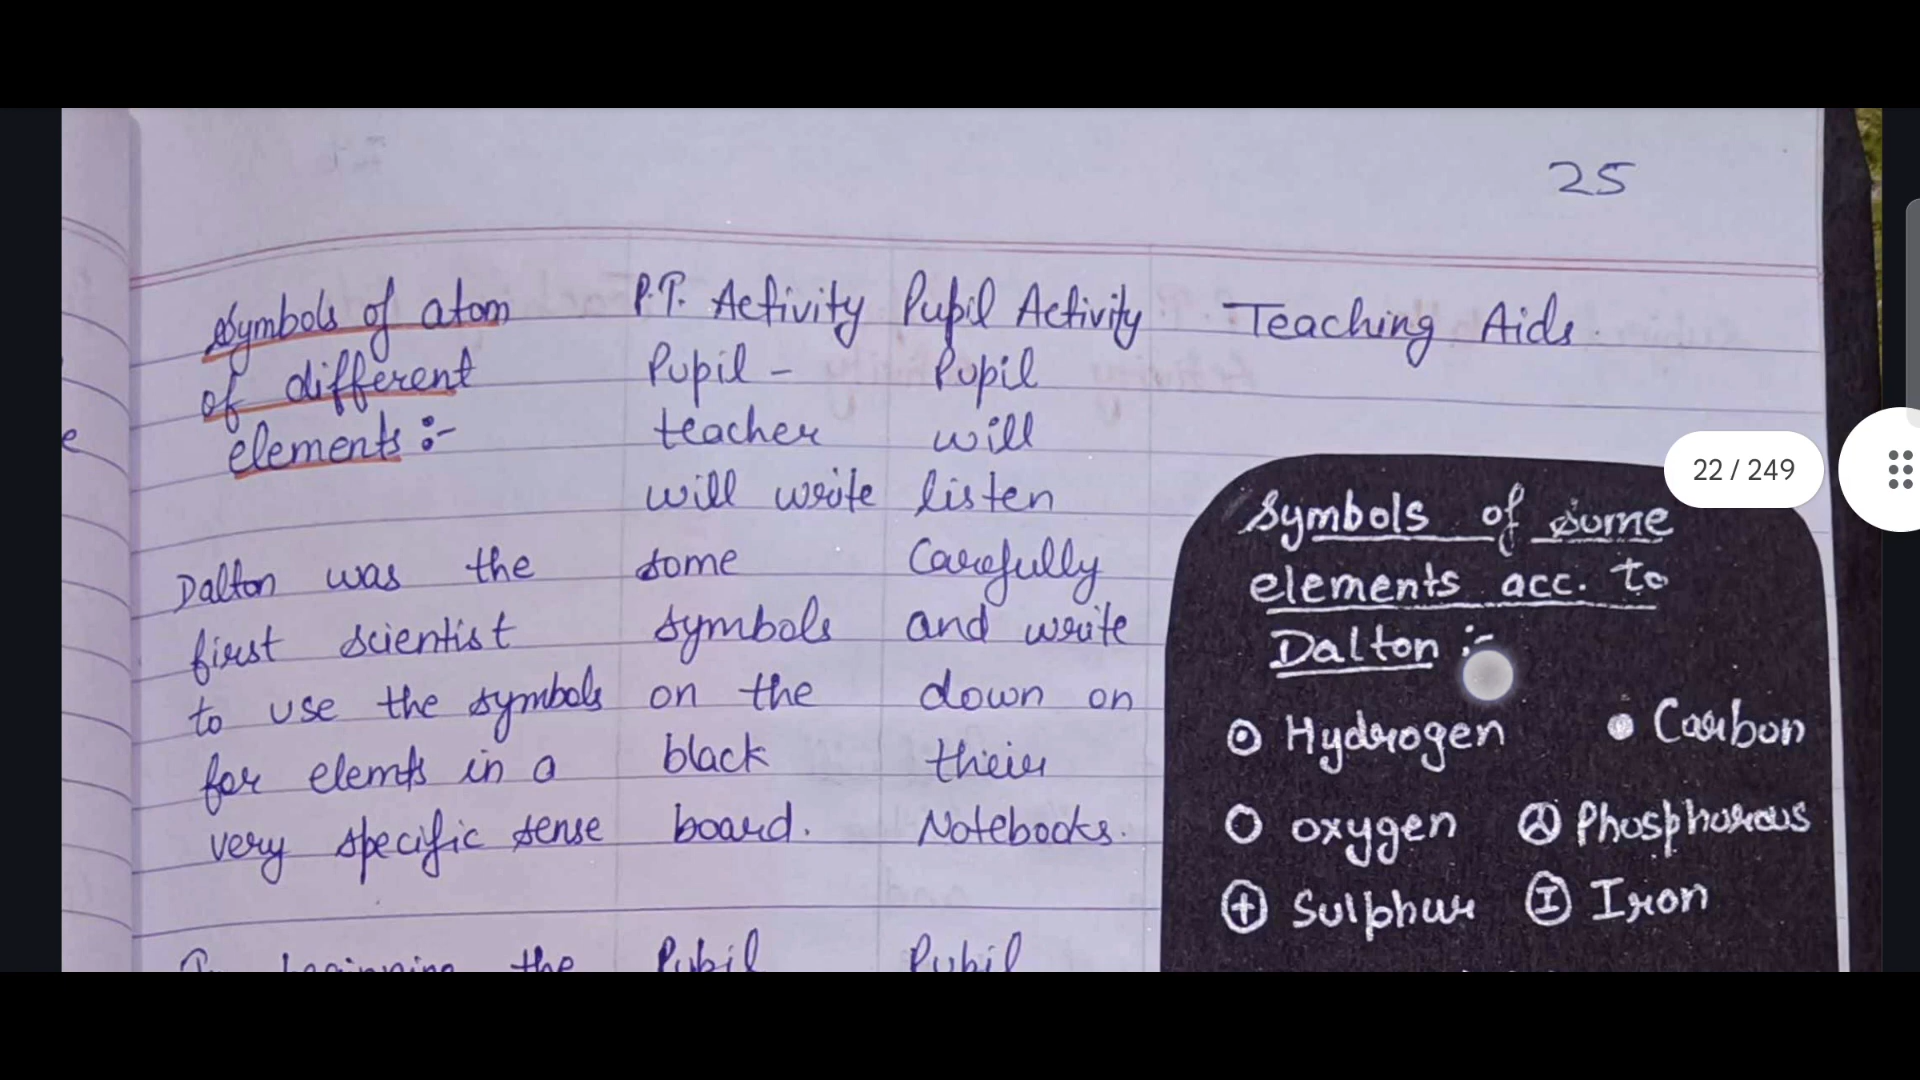 25
Symbols of atom
of different
elements :-
Dalton was the
first scientist
to use the symbols
for elemts in a
very specific sense
In beginning the
P.T. Activity
Pupil -
teacher
will write
some
symbols
on the
black
board.
Pupil
Pupil Activity
Pupil
will
listen
Carefully
and write
down on
their
Notebooks.
Pupil
Teaching Aids.
Symbols of some
elements acc. to
Dalton :-
Hydrogen
Carbon
oxygen
Phosphorous
Sulphur
I Iron
22 / 249
e